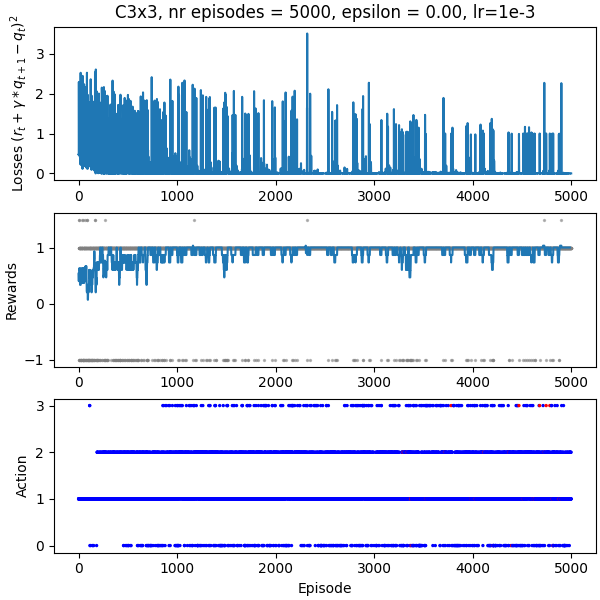 C3x3, nr episodes = 5000, epsilon = 0.00, lr=1e-3
Losses $(r_t + \gamma * q_{t+1} - q_t)^2$
3
2
1
0
0 1000 2000 3000 4000 5000
Rewards
1
0
−1
0 1000 2000 3000 4000 5000
Action
3
2
1
0
0 1000 2000 3000 4000 5000
Episode